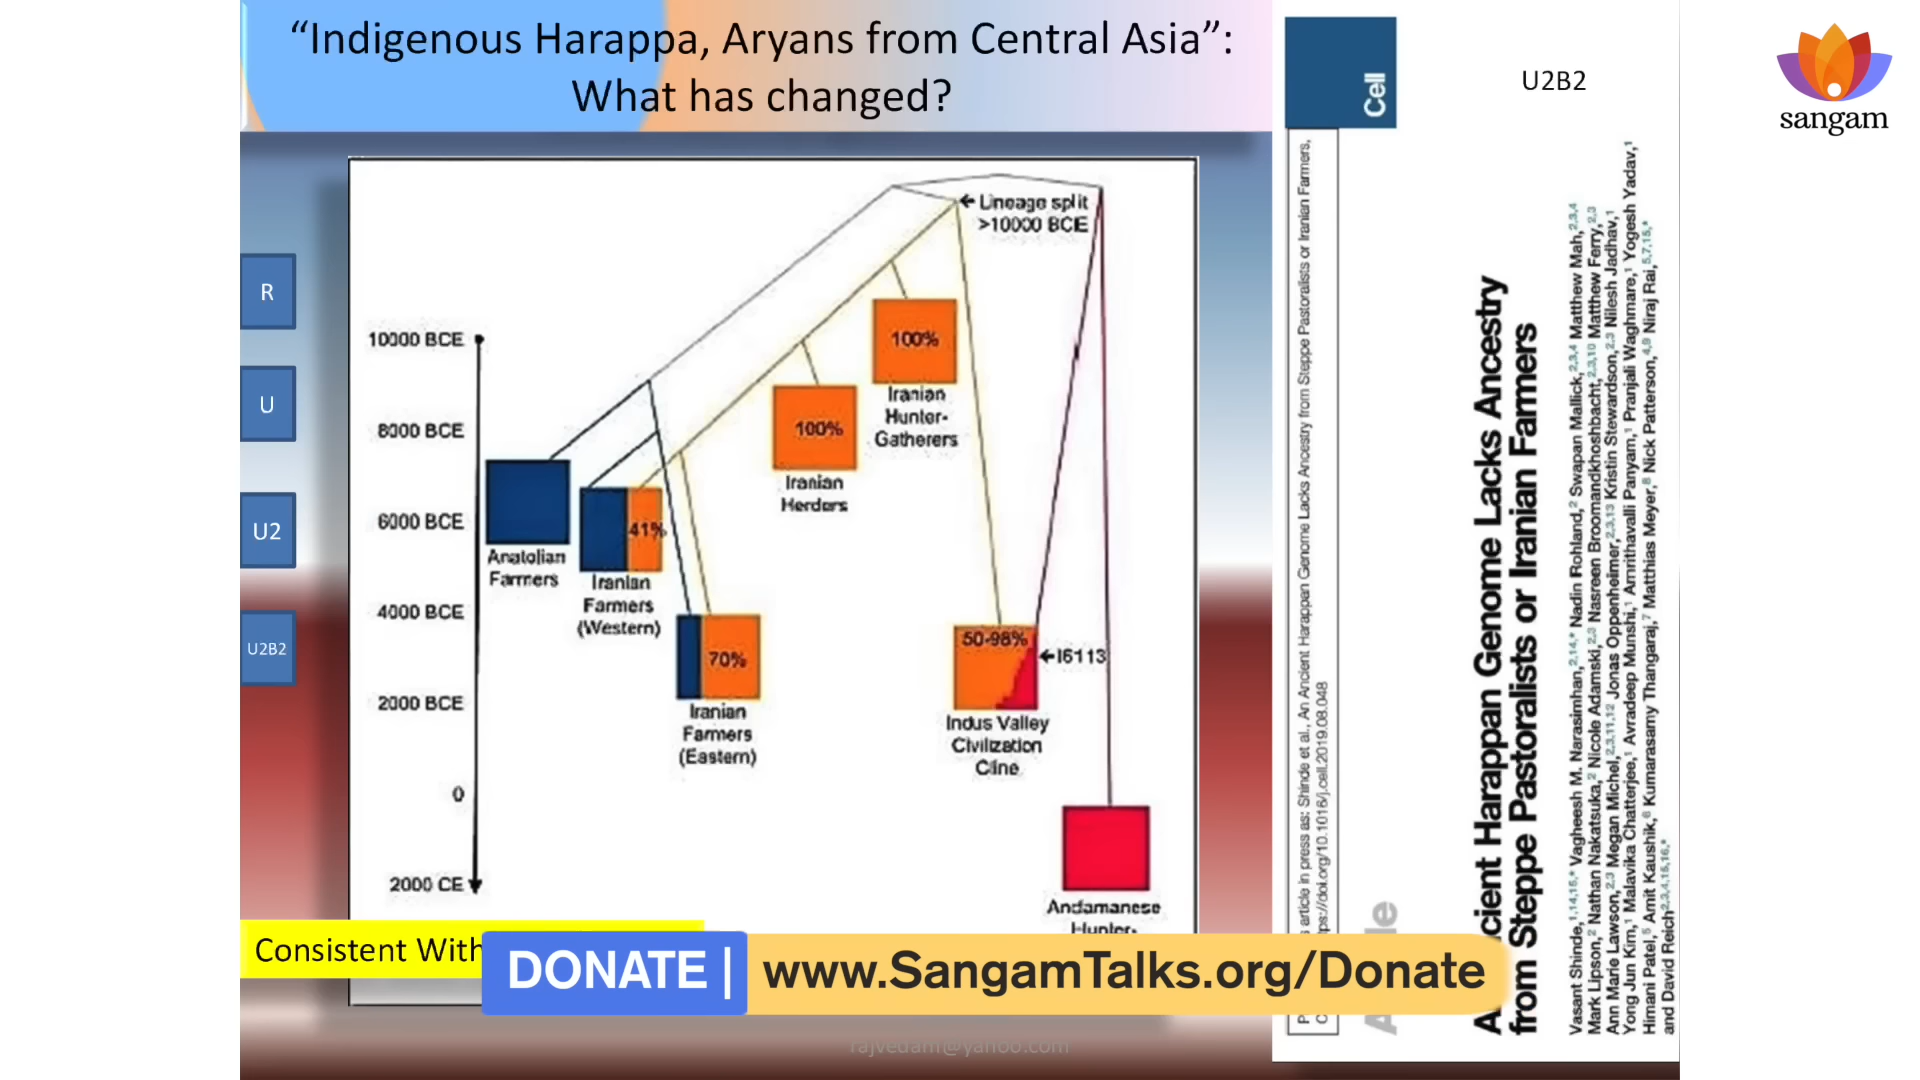 “Indigenous Harappa, Aryans from Central Asia”:
What has changed?
R
U
U2
U2B2
Lineage split
>10000 BCE
10000 BCE
8000 BCE
6000 BCE
4000 BCE
2000 BCE
0
2000 CE
Anatolian
Farmers
41%
Iranian
Farmers
(Western)
70%
Iranian
Farmers
(Eastern)
100%
Iranian
Herders
100%
Iranian
Hunter-
Gatherers
50-98%
I6113
Indus Valley
Civilization
Cline
Andamanese
Hunter-
Consistent With
DONATE |
www.SangamTalks.org/Donate
rajvedam@yahoo.com
Cell
U2B2
article in press as: Shinde et al., An Ancient Harappan Genome Lacks Ancestry from Steppe Pastoralists or Iranian Farmers,
https://doi.org/10.1016/j.cell.2019.08.048
cient Harappan Genome Lacks Ancestry
from Steppe Pastoralists or Iranian Farmers
Vasant Shinde,1,14,15,* Vagheesh M. Narasimhan,2,14,* Nadin Rohland,2 Swapan Mallick,2,3,4 Matthew Mah,2,3,4
Mark Lipson,2 Nathan Nakatsuka,2 Nicole Adamski,2,3 Nasreen Broomandkhoshbacht,2,3,10 Matthew Ferry,2,3
Ann Marie Lawson,2,3 Megan Michel,2,3,11,12 Jonas Oppenheimer,2,3,13 Kristin Stewardson,2,3 Nilesh Jadhav,1
Yong Jun Kim,1 Malavika Chatterjee,1 Avradeep Munshi,1 Amrithavalli Panyam,1 Pranjali Waghmare,1 Yogesh Yadav,1
Himani Patel,5 Amit Kaushik,6 Kumarasamy Thangaraj,7 Matthias Meyer,8 Nick Patterson,4,9 Niraj Rai,5,7,15,*
and David Reich2,3,4,15,16,*
sangam